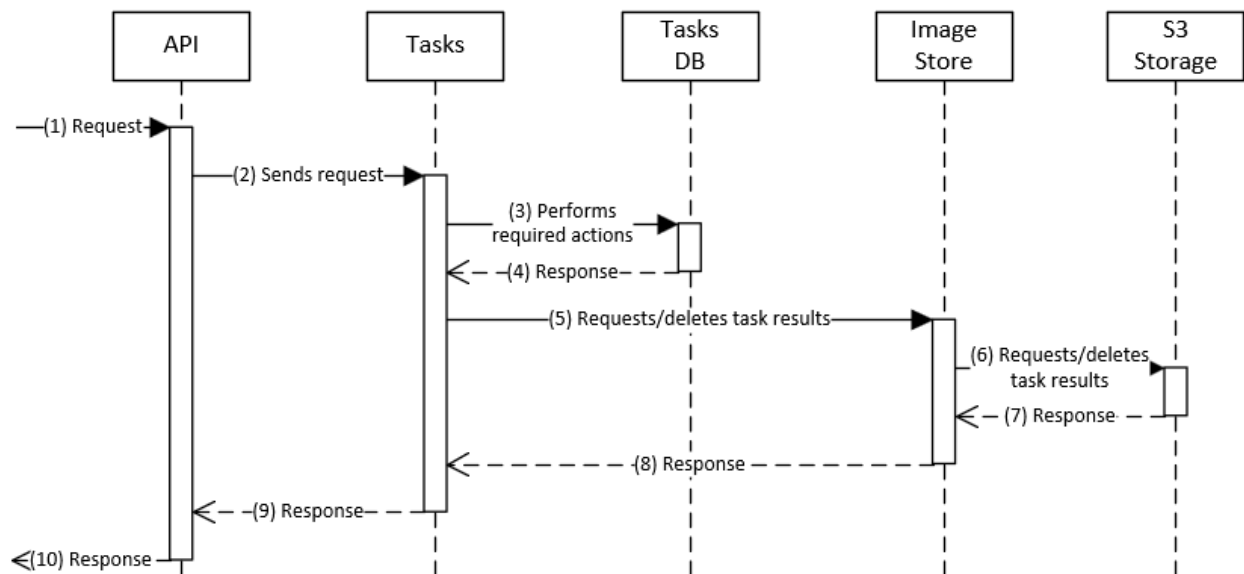 API
Tasks
Tasks
DB
Image
Store
S3
Storage
(1) Request
(2) Sends request
(3) Performs
required actions
(4) Response
(5) Requests/deletes task results
(6) Requests/deletes
task results
(7) Response
(8) Response
(9) Response
(10) Response